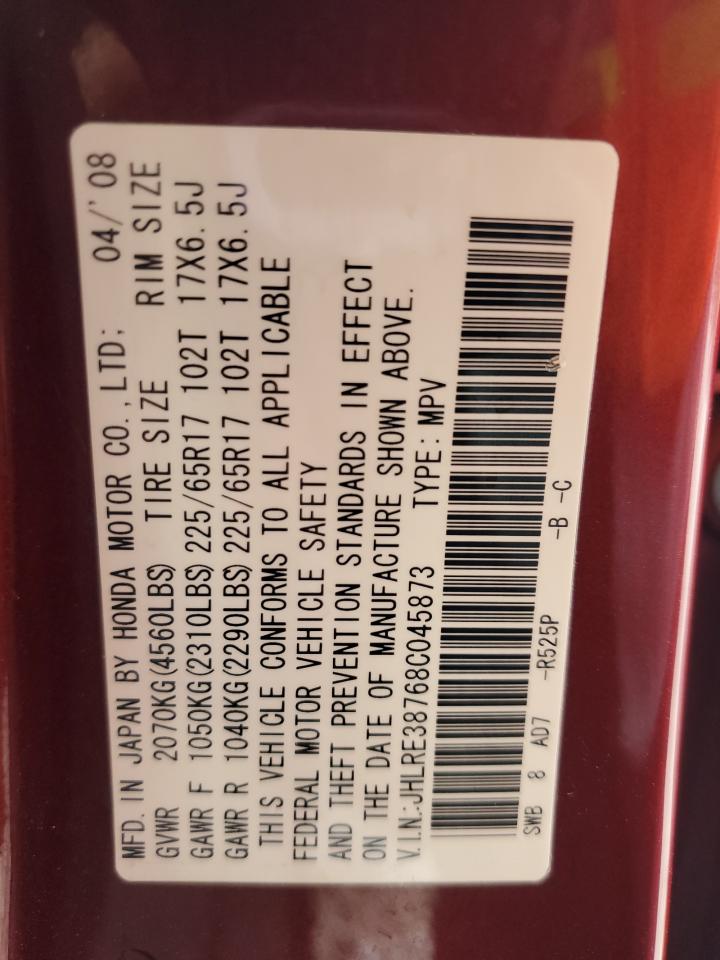 MFD. IN JAPAN BY HONDA MOTOR CO., LTD; 04/'08
GVWR 2070KG(4560LBS) TIRE SIZE RIM SIZE
GAWR F 1050KG(2310LBS) 225/65R17 102T 17X6.5J
GAWR R 1040KG(2290LBS) 225/65R17 102T 17X6.5J
THIS VEHICLE CONFORMS TO ALL APPLICABLE
FEDERAL MOTOR VEHICLE SAFETY
AND THEFT PREVENTION STANDARDS IN EFFECT
ON THE DATE OF MANUFACTURE SHOWN ABOVE.
V.I.N.:JHLRE38768C045873 TYPE: MPV
SWB 8 AD7 -R525P -B -C